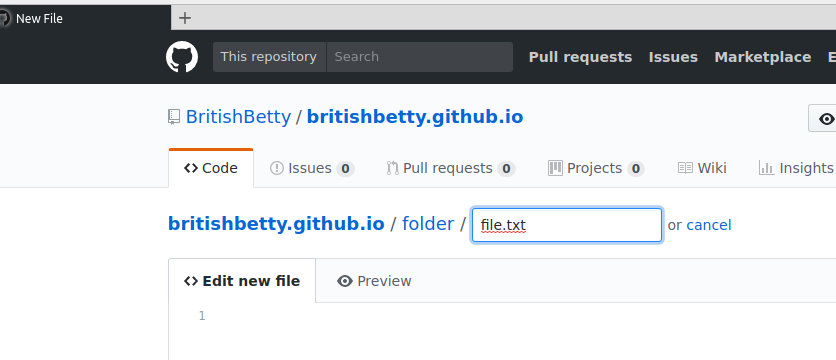 New File +
This repository Search Pull requests Issues Marketplace
BritishBetty / britishbetty.github.io
<> Code Issues 0 Pull requests 0 Projects 0 Wiki Insights
britishbetty.github.io / folder / file.txt or cancel
<> Edit new file Preview
1